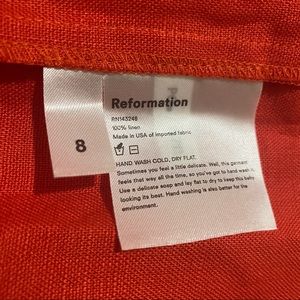 Reformation
RN143246
100% linen
Made in USA of imported fabric
8
HAND WASH COLD, DRY FLAT.
Sometimes you feel a little delicate. Well, this garment
feels that way all the time, so you've got to hand wash it.
Use a delicate soap and lay flat to dry to keep this baby
looking good. Hand washing is also better for the
environment.